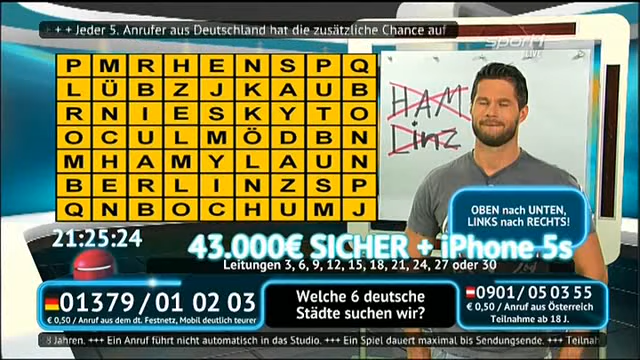 + + Jeder 5. Anrufer aus Deutschland hat die zusätzliche Chance auf
sport1
LIVE
P M R H E N S P Q
L Ü B Z J K A U B
R N I E S K Y T O
O C U L M Ö D B N
M H A M Y L A U N
B E R L I N Z S P
Q N B O C H U M J
HAM
Linz
OBEN nach UNTEN,
LINKS nach RECHTS!
21:25:24
43.000€ SICHER + iPhone 5s
Leitungen 3, 6, 9, 12, 15, 18, 21, 24, 27 oder 30
01379/01 02 03
€ 0,50 / Anruf aus dem dt. Festnetz, Mobil deutlich teurer
Welche 6 deutsche
Städte suchen wir?
0901/05 03 55
€ 0,50 / Anruf aus Österreich
Teilnahme ab 18 J.
8 Jahren. +++ Ein Anruf führt nicht automatisch in das Studio. +++ Ein Spiel dauert maximal bis Sendungsende. +++ Teilnah